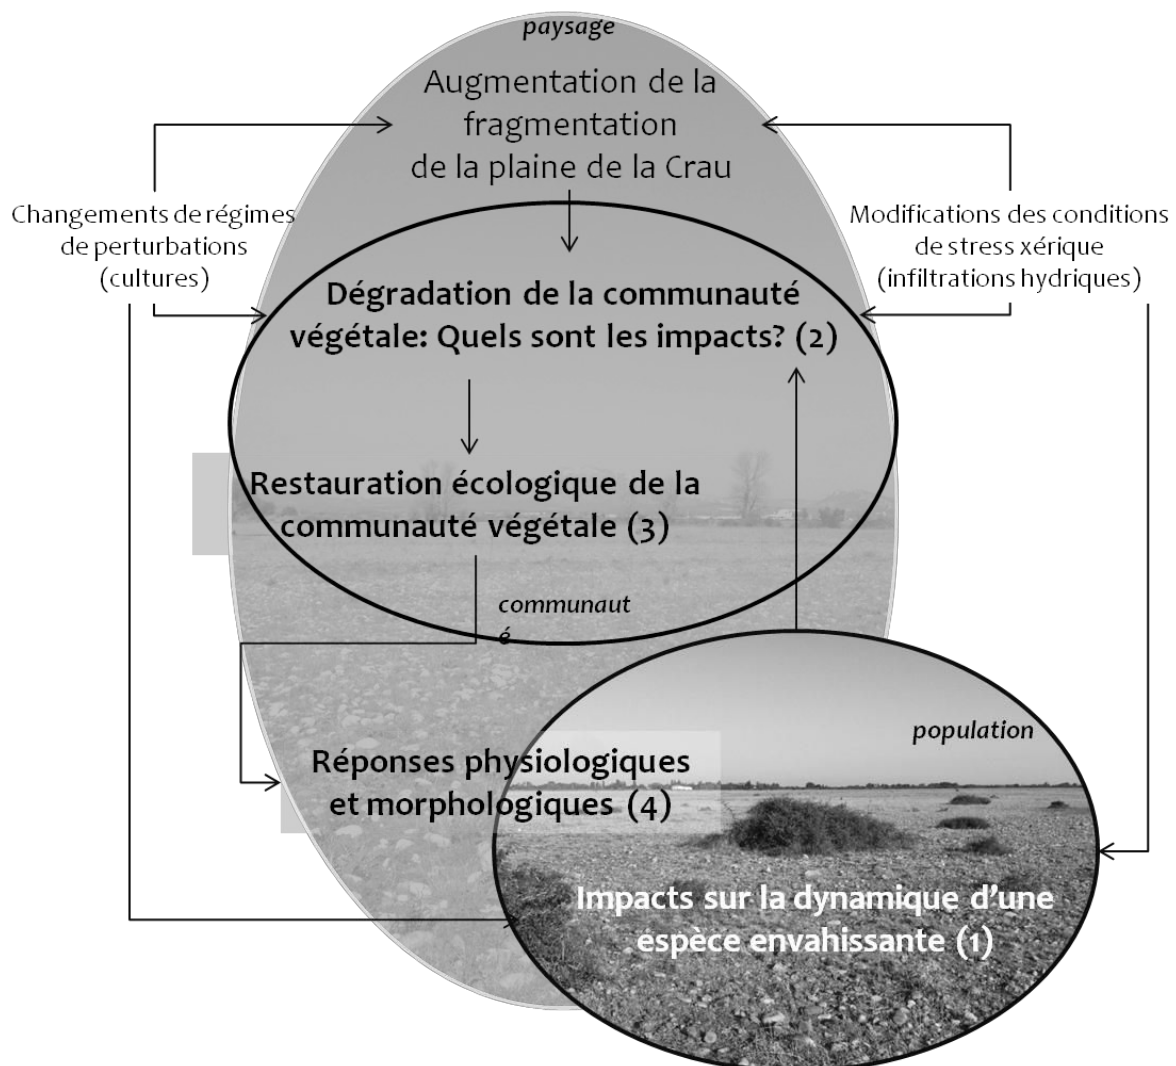 paysage
Augmentation de la
fragmentation
de la plaine de la Crau
Changements de régimes
de perturbations
(cultures)
Modifications des conditions
de stress xérique
(infiltrations hydriques)
Dégradation de la communauté
végétale: Quels sont les impacts? (2)
Restauration écologique de la
communauté végétale (3)
communaut
é
population
Réponses physiologiques
et morphologiques (4)
Impacts sur la dynamique d’une
espèce envahissante (1)